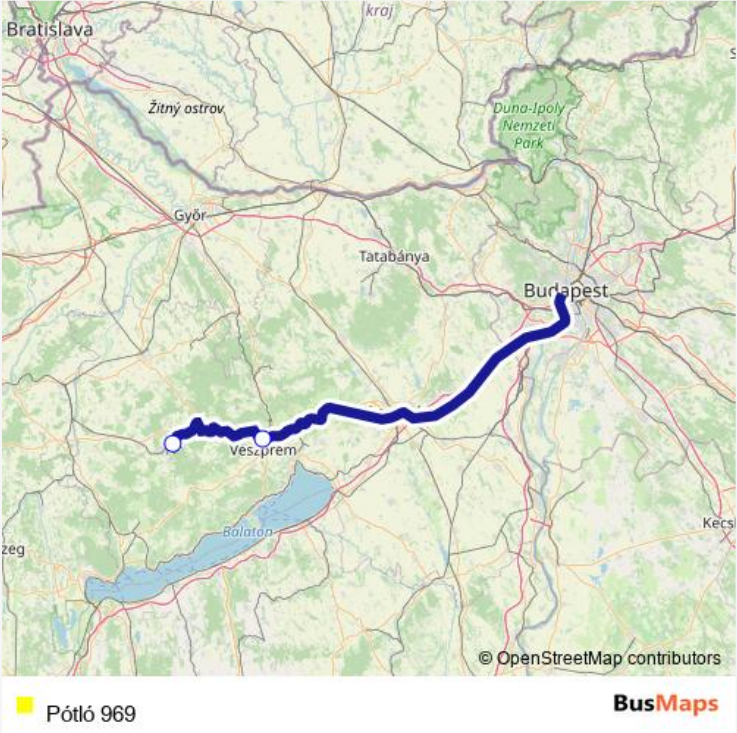 kraj
Bratislava
Žitný ostrov
Duna-Ipoly
Nemzeti
Park
Győr
Tatabánya
Budapest
Veszprém
Balaton
Kecs
zeg
© OpenStreetMap contributors
Pótló 969
BusMaps